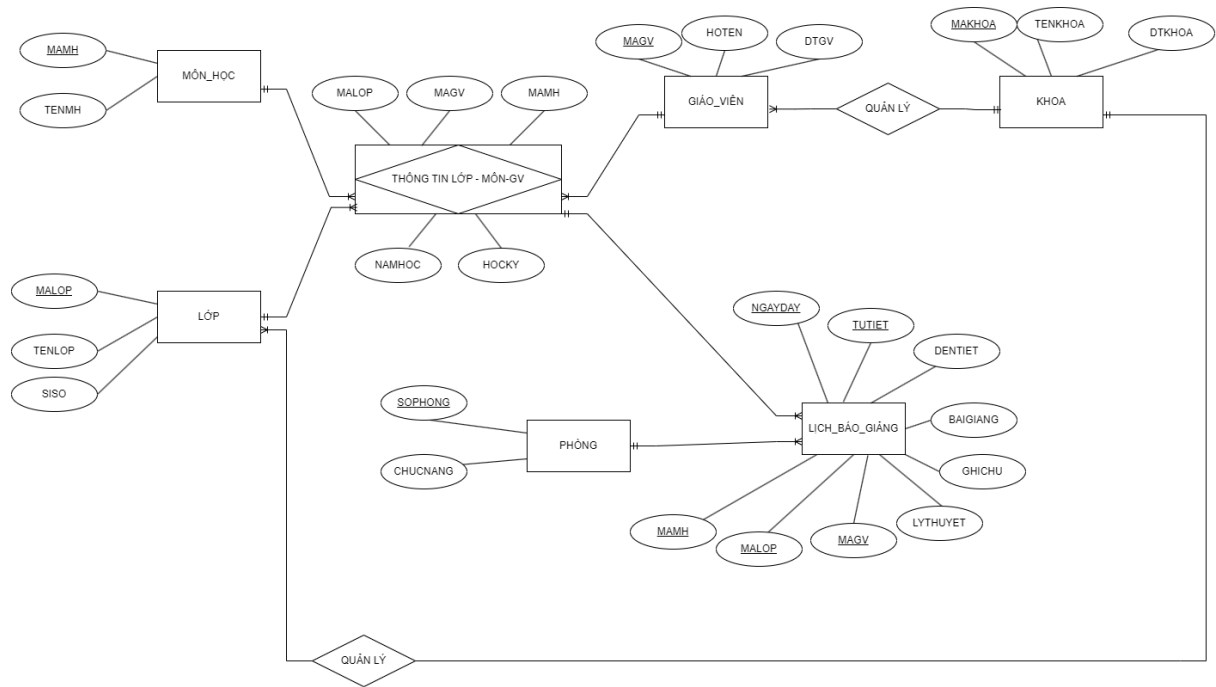 MAKHOA
TENKHOA
DTKHOA
MAGV
HOTEN
DTGV
MAMH
MÔN_HỌC
TENMH
MALOP
MAGV
MAMH
GIÁO_VIÊN
QUẢN LÝ
KHOA
THÔNG TIN LỚP - MÔN-GV
NAMHOC
HOCKY
MALOP
LỚP
TENLOP
SISO
NGAYDAY
TUTIET
DENTIET
SOPHONG
PHÒNG
CHUCNANG
LỊCH_BÁO_GIẢNG
BAIGIANG
GHICHU
LYTHUYET
MAMH
MALOP
MAGV
QUẢN LÝ